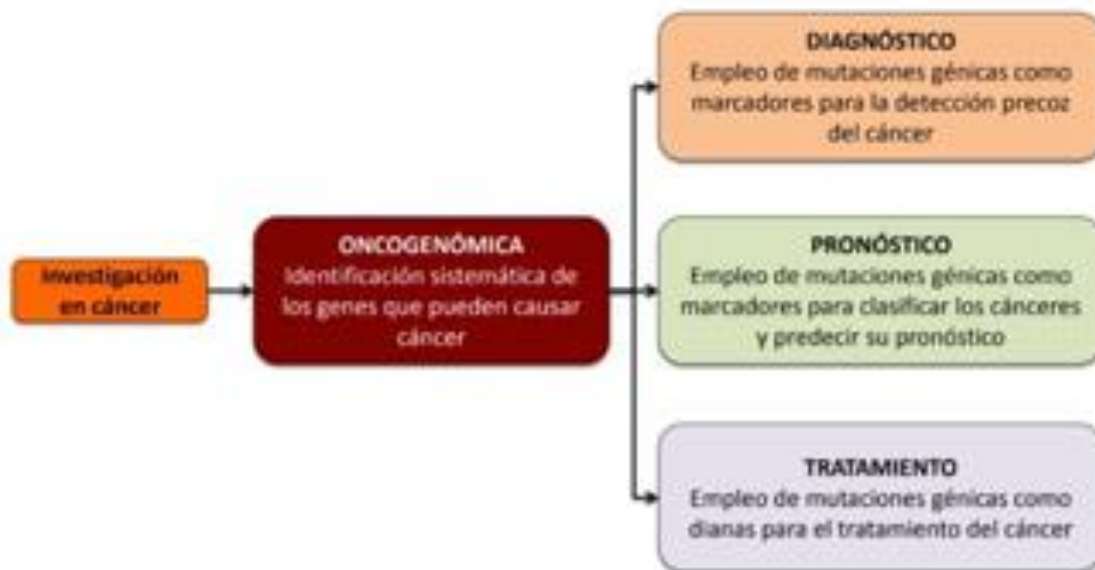 Investigación
en cáncer
ONCOGENÓMICA
Identificación sistemática de
los genes que pueden causar
cáncer
DIAGNÓSTICO
Empleo de mutaciones génicas como
marcadores para la detección precoz
del cáncer
PRONÓSTICO
Empleo de mutaciones génicas como
marcadores para clasificar los cánceres
y predecir su pronóstico
TRATAMIENTO
Empleo de mutaciones génicas como
dianas para el tratamiento del cáncer